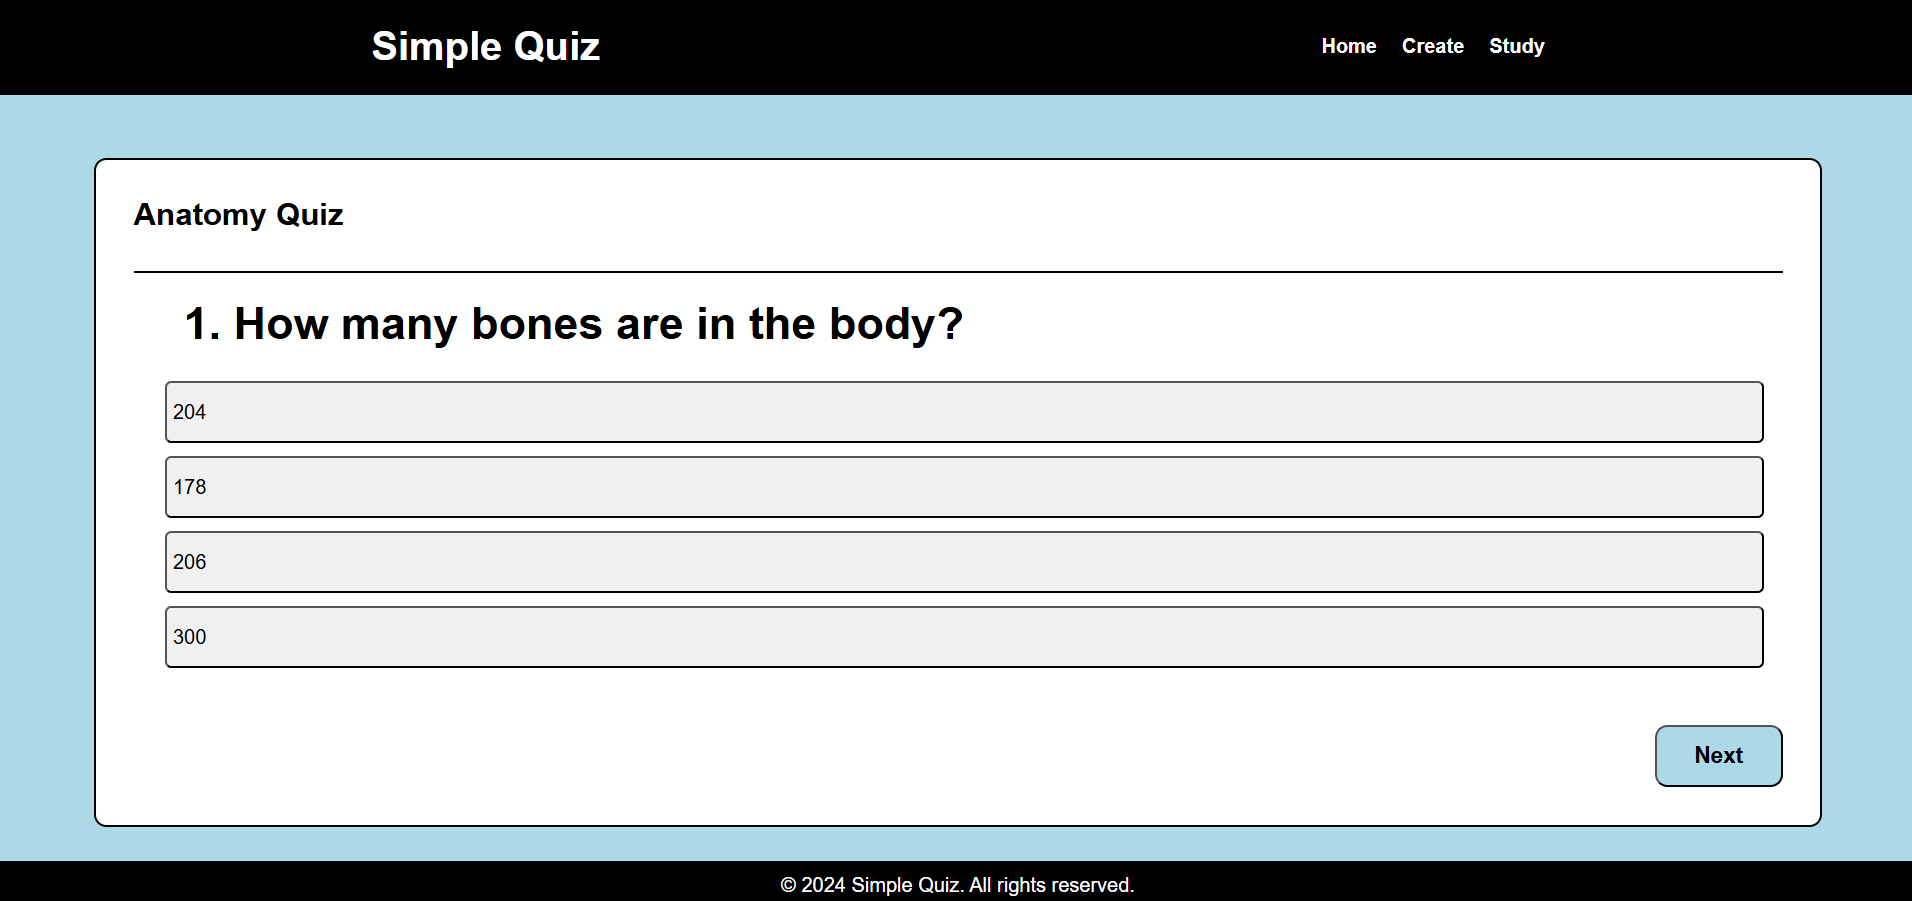 Simple Quiz
Home Create Study
Anatomy Quiz
1. How many bones are in the body?
204
178
206
300
Next
© 2024 Simple Quiz. All rights reserved.